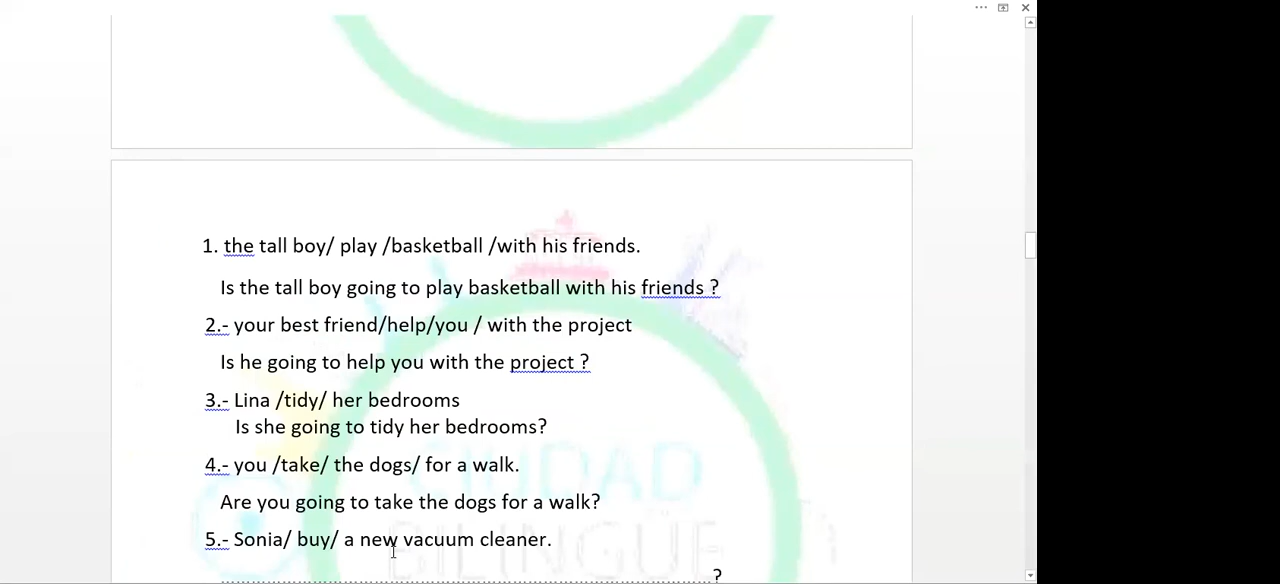 1. the tall boy/ play /basketball /with his friends.
Is the tall boy going to play basketball with his friends ?
2.- your best friend/help/you / with the project
Is he going to help you with the project ?
3.- Lina /tidy/ her bedrooms
Is she going to tidy her bedrooms?
4.- you /take/ the dogs/ for a walk.
CIUDAD
Are you going to take the dogs for a walk?
5.- Sonia/ buy/ a new vacuum cleaner.
BILINGUE
........................................................................................?